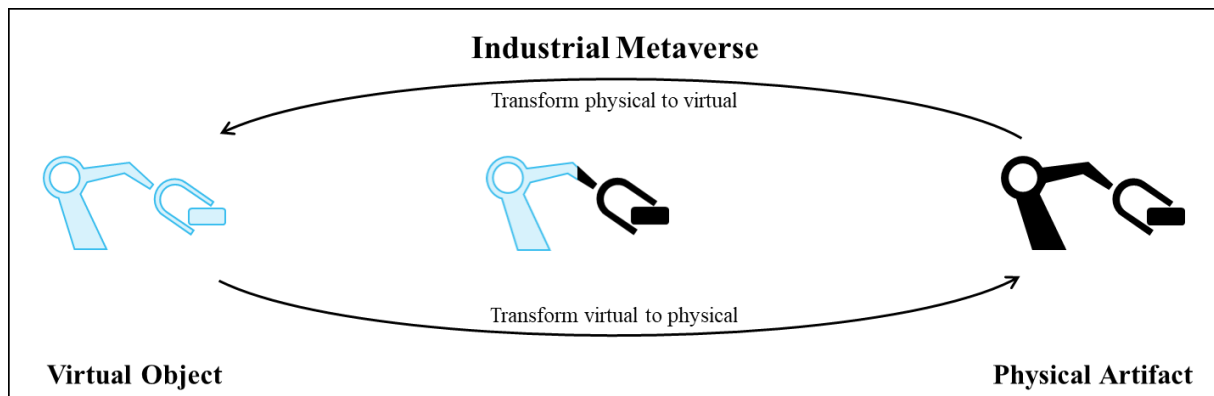 Industrial Metaverse
Transform physical to virtual
Transform virtual to physical
Virtual Object
Physical Artifact